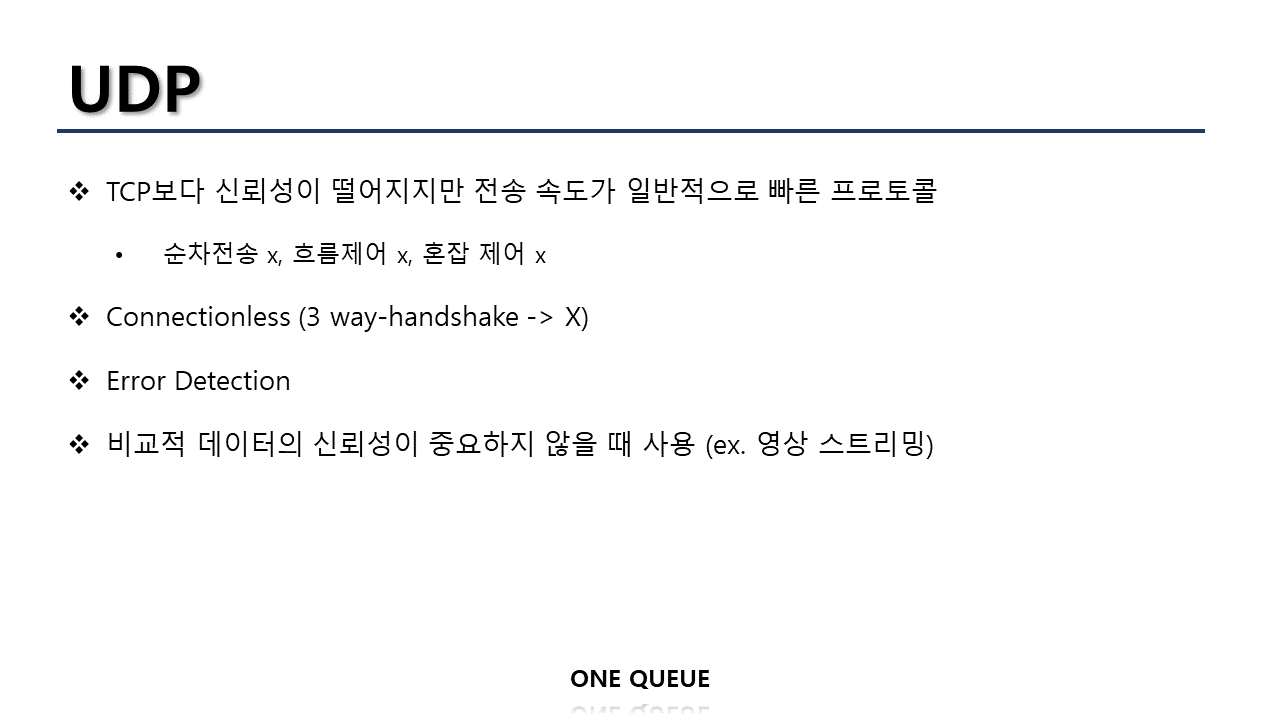 UDP
❖ TCP보다 신뢰성이 떨어지지만 전송 속도가 일반적으로 빠른 프로토콜
• 순차전송 x, 흐름제어 x, 혼잡 제어 x
❖ Connectionless (3 way-handshake -> X)
❖ Error Detection
❖ 비교적 데이터의 신뢰성이 중요하지 않을 때 사용 (ex. 영상 스트리밍)
ONE QUEUE